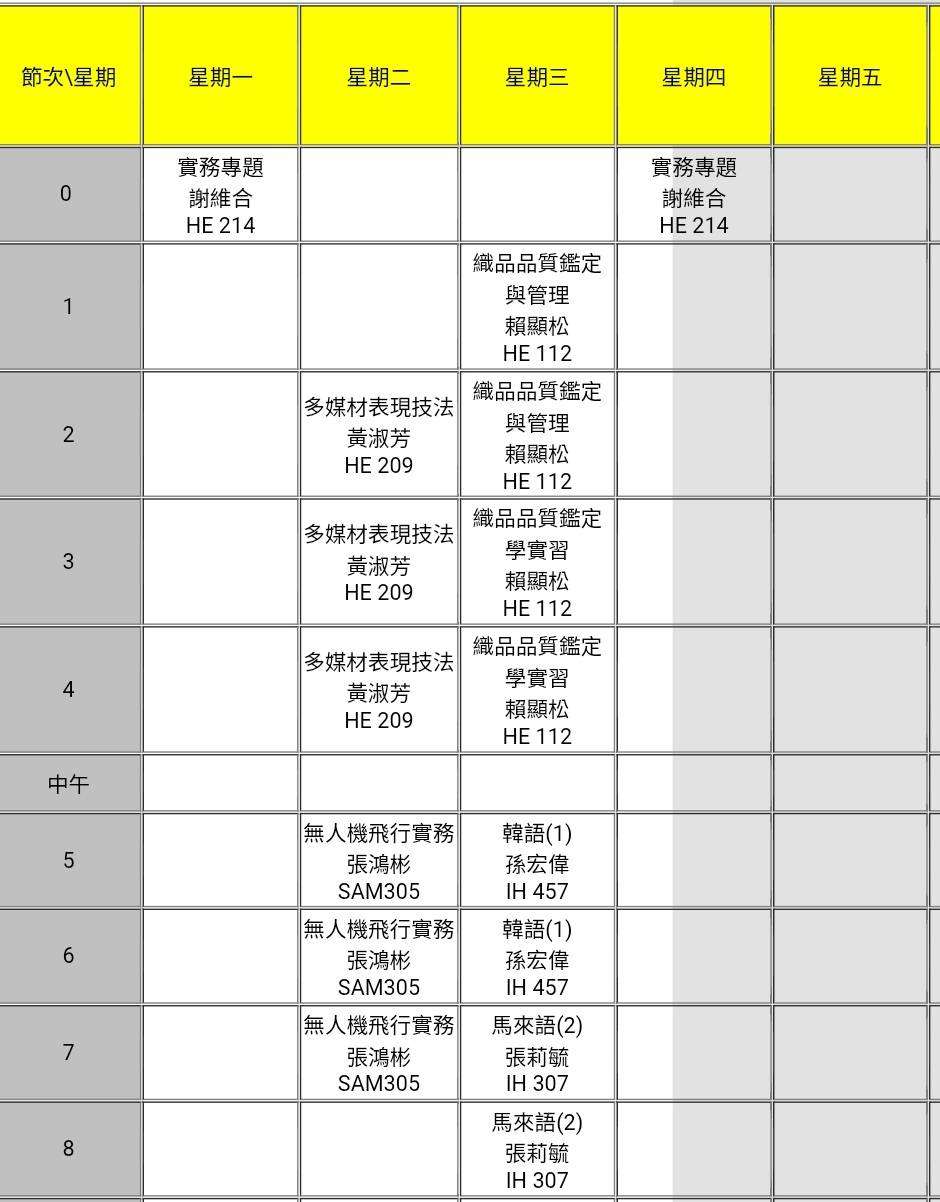 節次\星期 星期一 星期二 星期三 星期四 星期五
0
實務專題
謝維合
HE 214
實務專題
謝維合
HE 214
1
織品品質鑑定
與管理
賴顯松
HE 112
2
多媒材表現技法
黃淑芳
HE 209
織品品質鑑定
與管理
賴顯松
HE 112
3
多媒材表現技法
黃淑芳
HE 209
織品品質鑑定
學實習
賴顯松
HE 112
4
多媒材表現技法
黃淑芳
HE 209
織品品質鑑定
學實習
賴顯松
HE 112
中午
5
無人機飛行實務
張鴻彬
SAM305
韓語(1)
孫宏偉
IH 457
6
無人機飛行實務
張鴻彬
SAM305
韓語(1)
孫宏偉
IH 457
7
無人機飛行實務
張鴻彬
SAM305
馬來語(2)
張莉毓
IH 307
8
馬來語(2)
張莉毓
IH 307